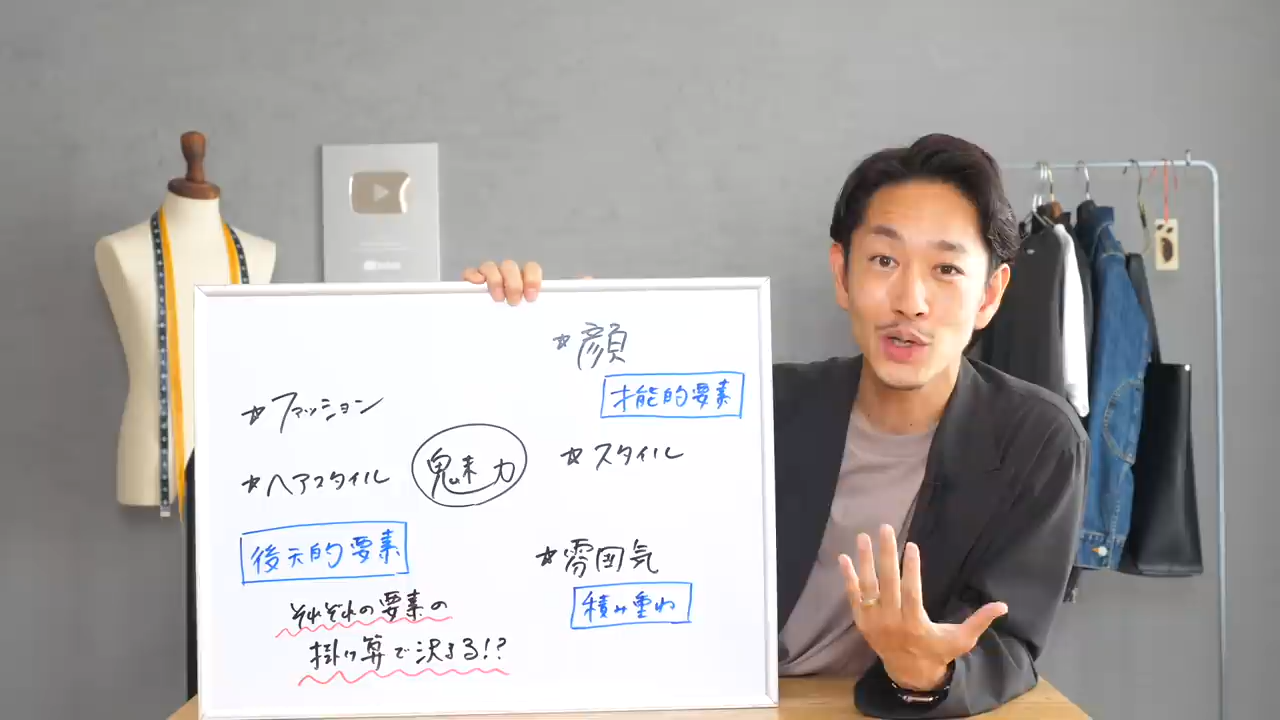 ☆顔
才能的要素
☆ファッション
☆ヘアスタイル
魅力
☆スタイル
後天的要素
☆雰囲気
積み重ね
それぞれの要素の
掛け算で決まる!?